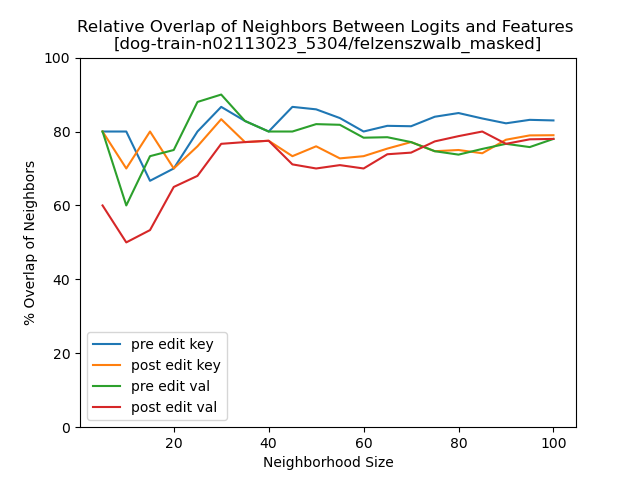 Relative Overlap of Neighbors Between Logits and Features
[dog-train-n02113023_5304/felzenszwalb_masked]
100
80
60
40
20
0
% Overlap of Neighbors
pre edit key
post edit key
pre edit val
post edit val
20 40 60 80 100
Neighborhood Size